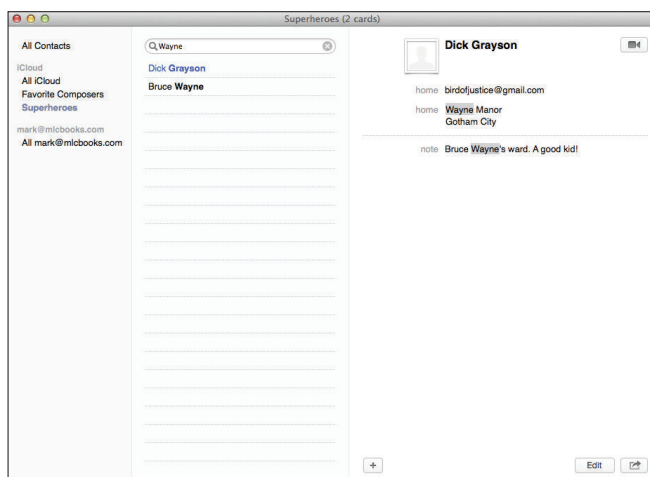 Superheroes (2 cards)
All Contacts
iCloud
All iCloud
Favorite Composers
Superheroes
mark@mlcbooks.com
All mark@mlcbooks.com
Wayne
Dick Grayson
Bruce Wayne
Dick Grayson
home birdofjustice@gmail.com
home Wayne Manor
Gotham City
note Bruce Wayne's ward. A good kid!
+
Edit